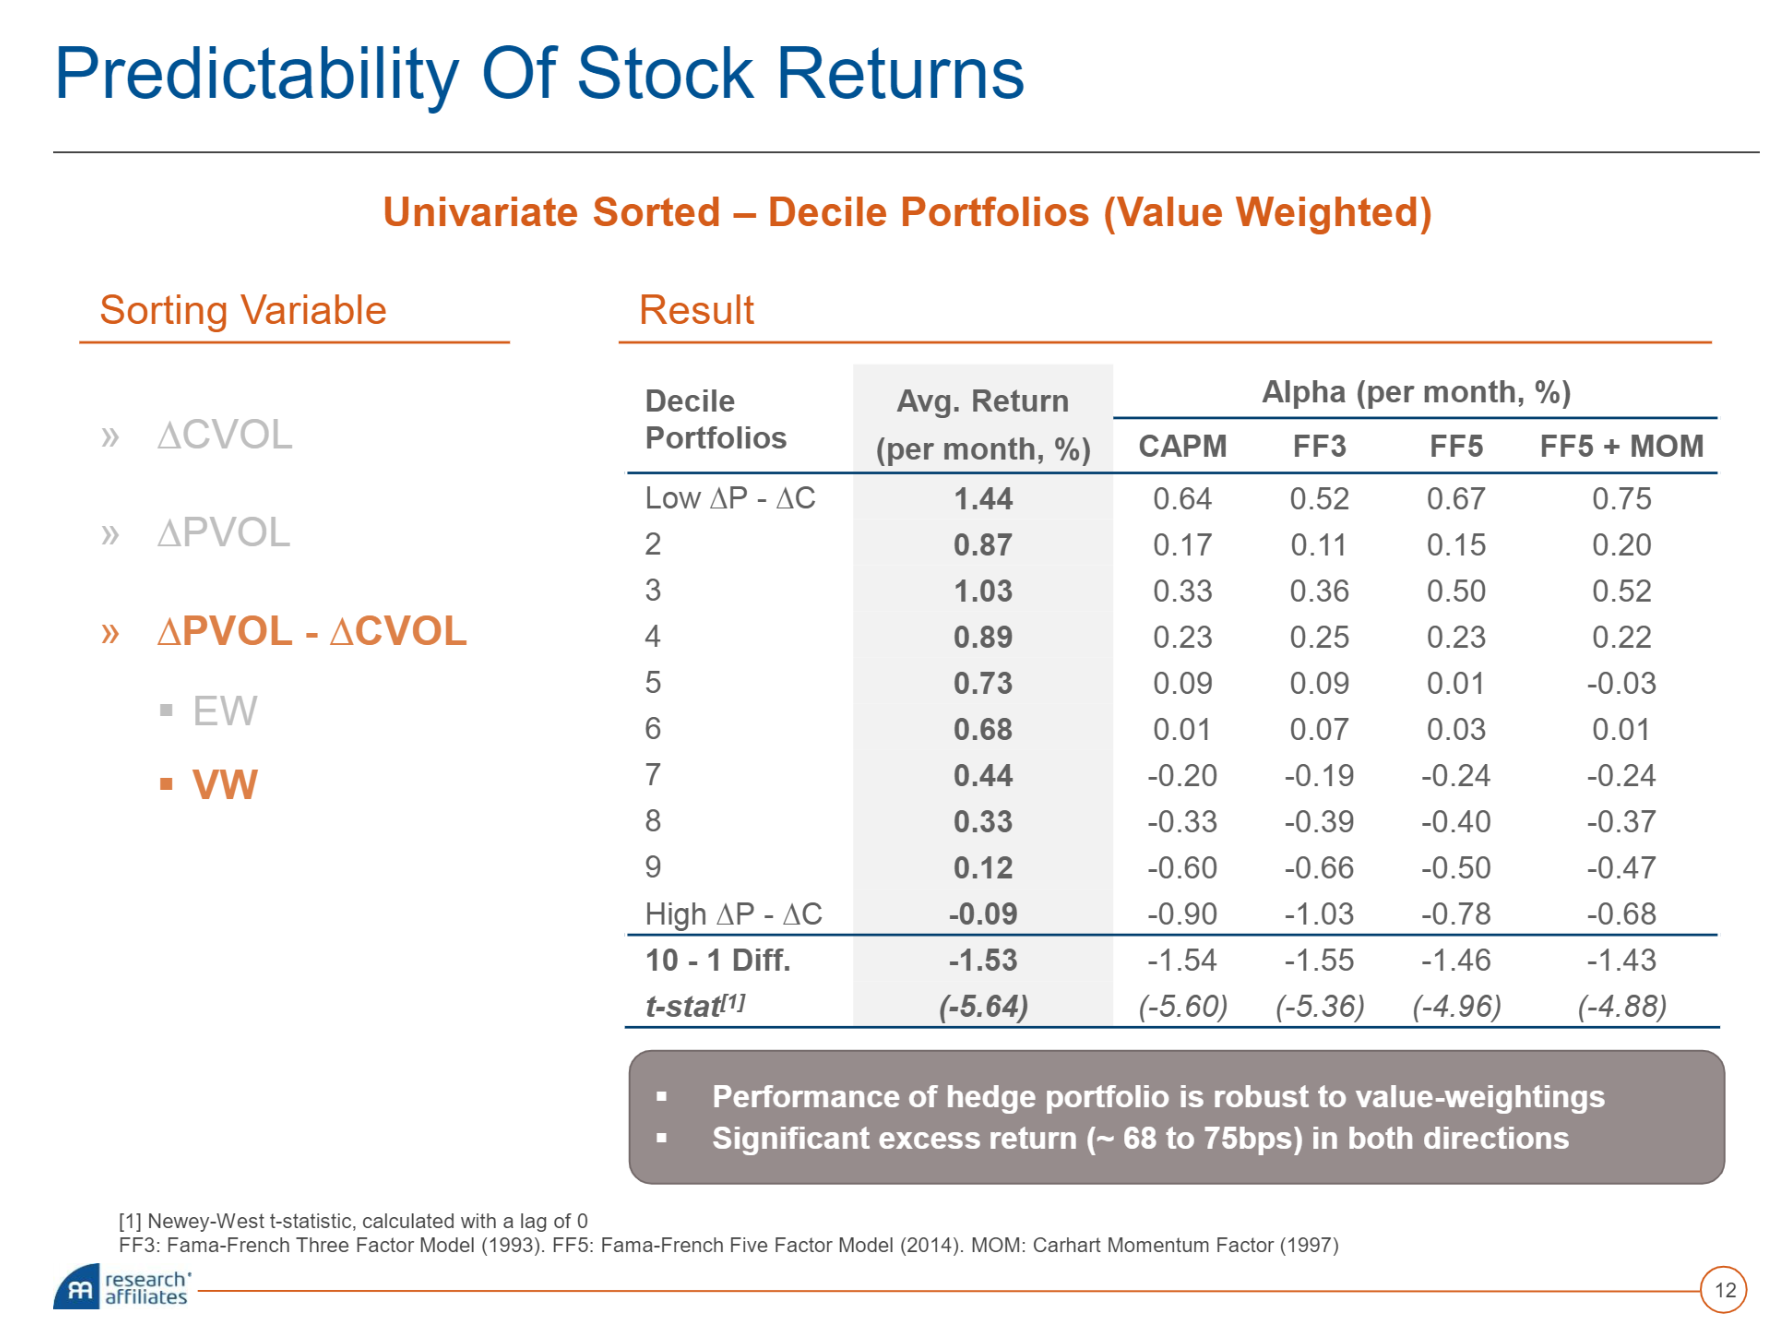 Predictability Of Stock Returns
Univariate Sorted – Decile Portfolios (Value Weighted)
Sorting Variable
» ∆CVOL
» ∆PVOL
» ∆PVOL - ∆CVOL
▪ EW
▪ VW
Result
Decile Portfolios Avg. Return (per month, %) Alpha (per month, %)
CAPM FF3 FF5 FF5 + MOM
Low ∆P - ∆C 1.44 0.64 0.52 0.67 0.75
2 0.87 0.17 0.11 0.15 0.20
3 1.03 0.33 0.36 0.50 0.52
4 0.89 0.23 0.25 0.23 0.22
5 0.73 0.09 0.09 0.01 -0.03
6 0.68 0.01 0.07 0.03 0.01
7 0.44 -0.20 -0.19 -0.24 -0.24
8 0.33 -0.33 -0.39 -0.40 -0.37
9 0.12 -0.60 -0.66 -0.50 -0.47
High ∆P - ∆C -0.09 -0.90 -1.03 -0.78 -0.68
10 - 1 Diff. -1.53 -1.54 -1.55 -1.46 -1.43
t-stat[1] (-5.64) (-5.60) (-5.36) (-4.96) (-4.88)
▪ Performance of hedge portfolio is robust to value-weightings
▪ Significant excess return (~ 68 to 75bps) in both directions
[1] Newey-West t-statistic, calculated with a lag of 0
FF3: Fama-French Three Factor Model (1993). FF5: Fama-French Five Factor Model (2014). MOM: Carhart Momentum Factor (1997)
research
affiliates
12